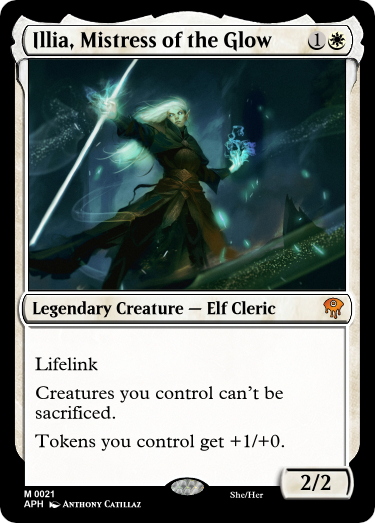 Illia, Mistress of the Glow 1
Legendary Creature — Elf Cleric
Lifelink
Creatures you control can't be
sacrificed.
Tokens you control get +1/+0.
2/2
M 0021
APH Anthony Catillaz
She/Her